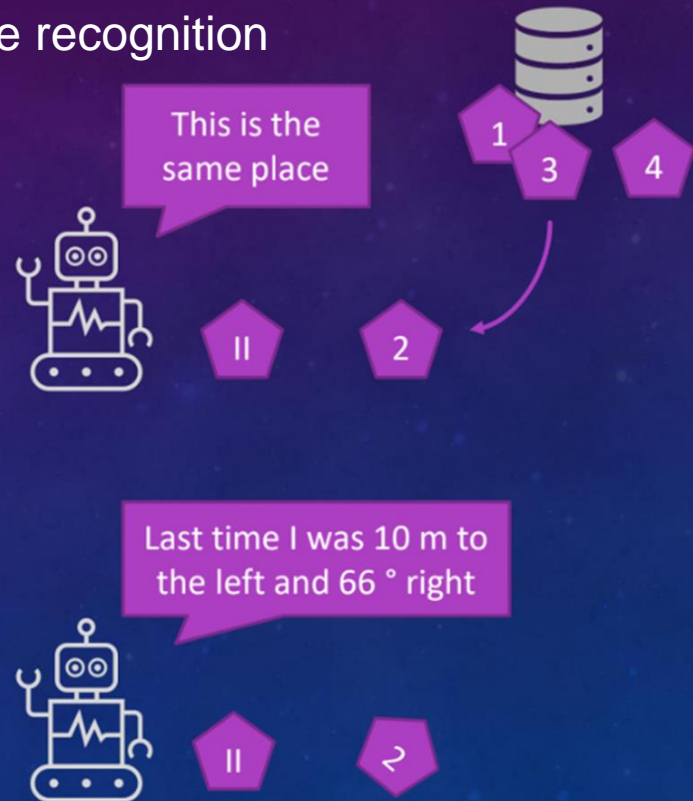 e recognition
This is the
same place
1
3
4
II
2
Last time I was 10 m to
the left and 66 ° right
II
2